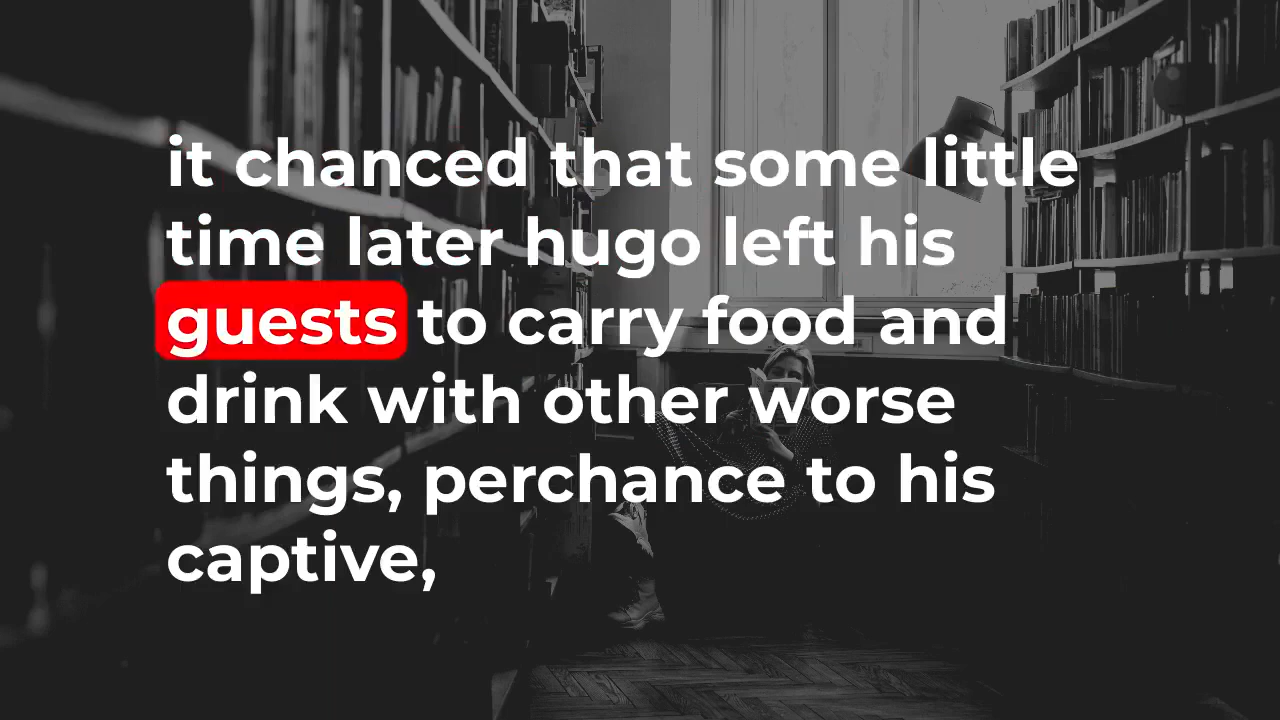 it chanced that some little
time later hugo left his
guests to carry food and
drink with other worse
things, perchance to his
captive,